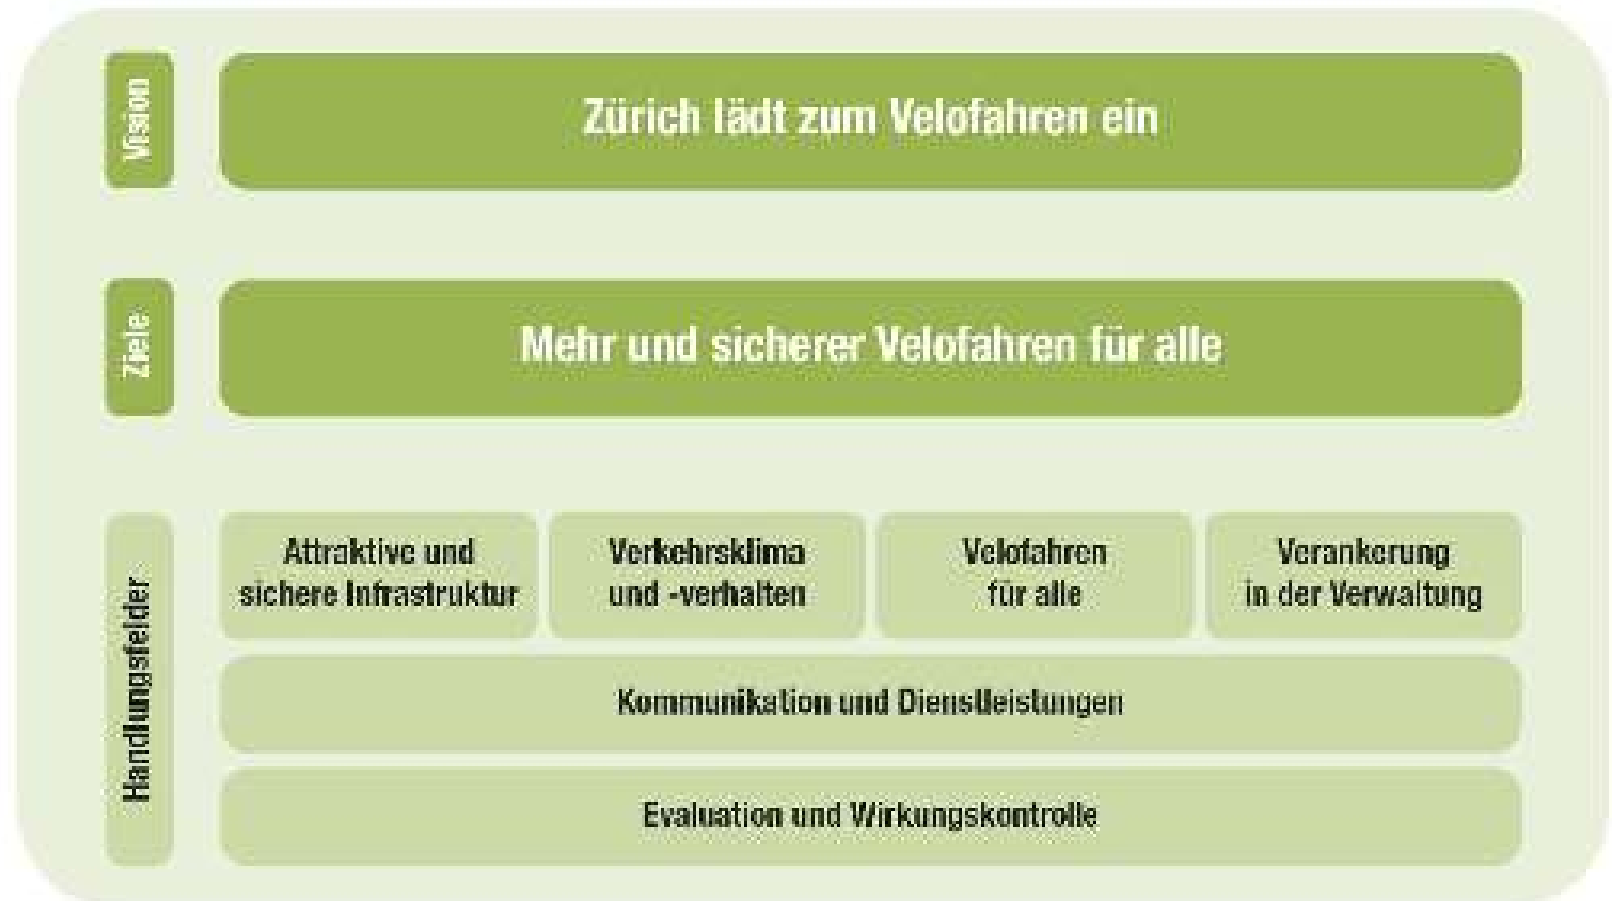 Vision
Zürich lädt zum Velofahren ein
Ziele
Mehr und sicherer Velofahren für alle
Handlungsfelder
Attraktive und
sichere Infrastruktur
Verkehrsklima
und -verhalten
Velofahren
für alle
Verankerung
in der Verwaltung
Kommunikation und Dienstleistungen
Evaluation und Wirkungskontrolle